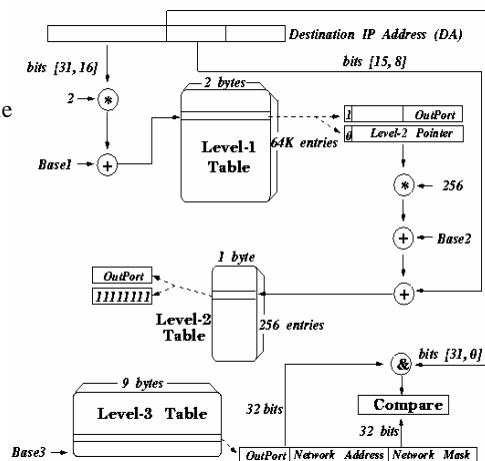 Destination IP Address (DA)
bits [31, 16]
bits [15, 8]
2
*
2 bytes
1
OutPort
0
Level-2 Pointer
64K entries
Level-1
Table
Base1
+
*
256
+
Base2
1 byte
OutPort
11111111
+
Level-2
Table
256 entries
bits [31, 0]
&
9 bytes
Level-3 Table
32 bits
Compare
32 bits
Base3
OutPort Network Address Network Mask